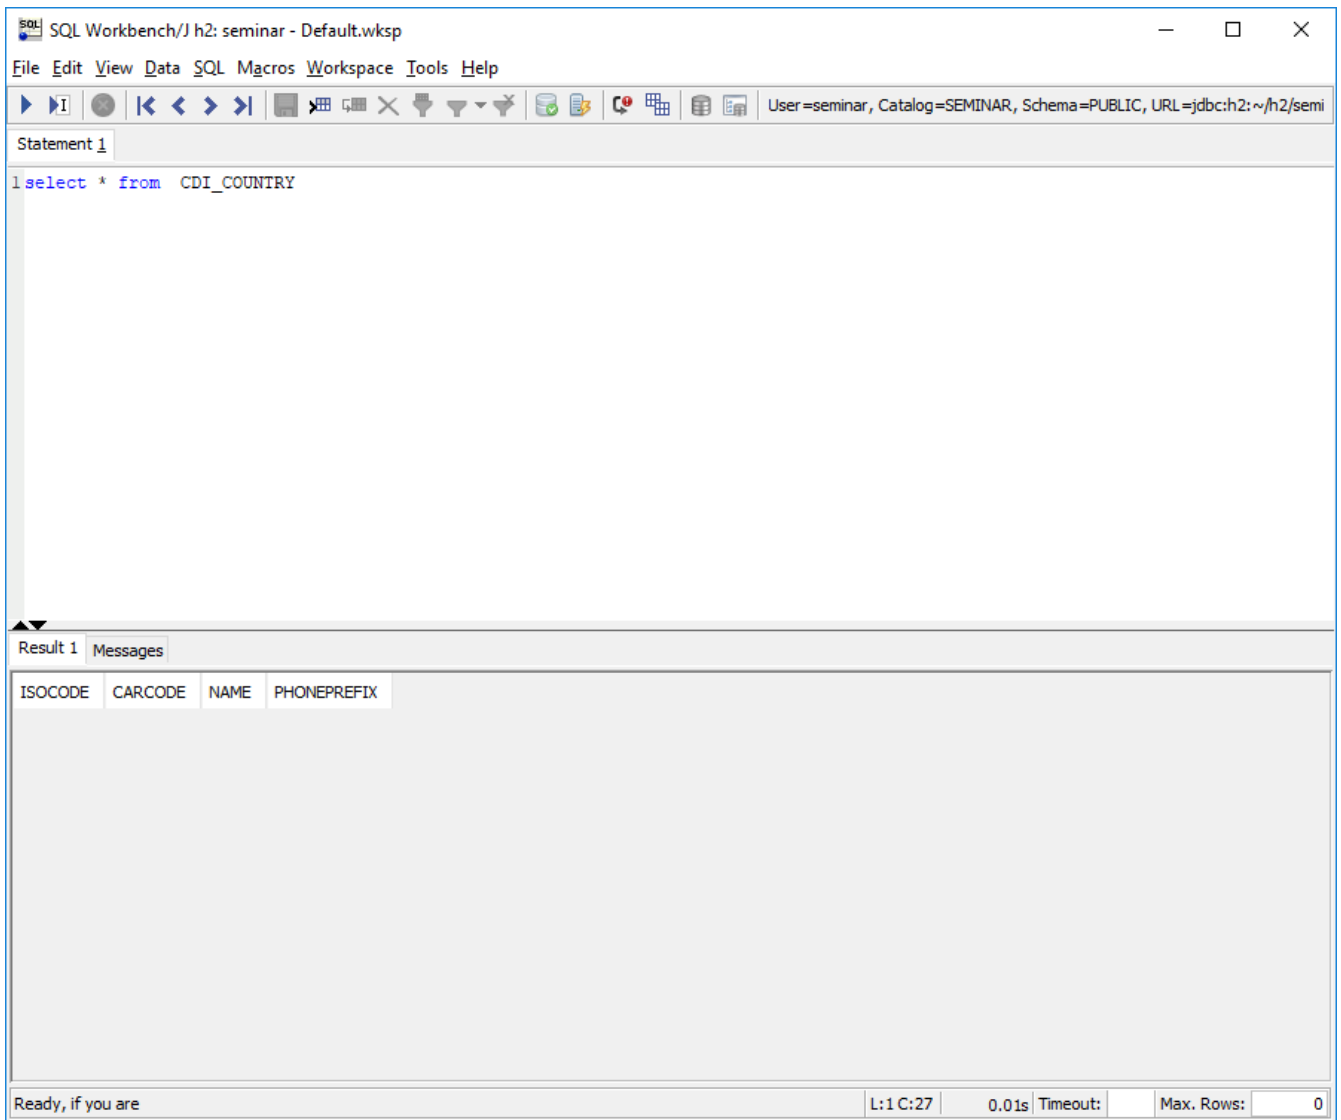 SQL Workbench/J h2: seminar - Default.wksp
File Edit View Data SQL Macros Workspace Tools Help
User=seminar, Catalog=SEMINAR, Schema=PUBLIC, URL=jdbc:h2:~/h2/semi
Statement 1
1 select * from  CDI_COUNTRY
Result 1 Messages
ISOCODE CARCODE NAME PHONEPREFIX
Ready, if you are L:1 C:27 0.01s Timeout: Max. Rows: 0